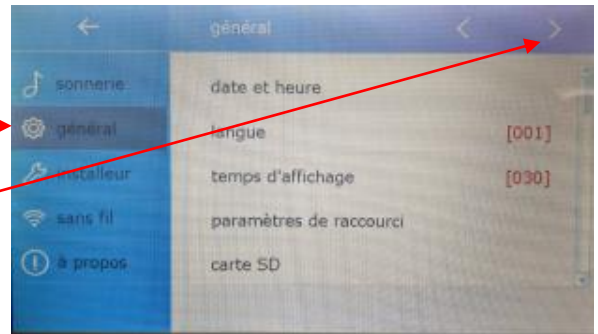 général
sonnerie
général
installeur
sans fil
à propos
date et heure
langue [001]
temps d'affichage [030]
paramètres de raccourci
carte SD